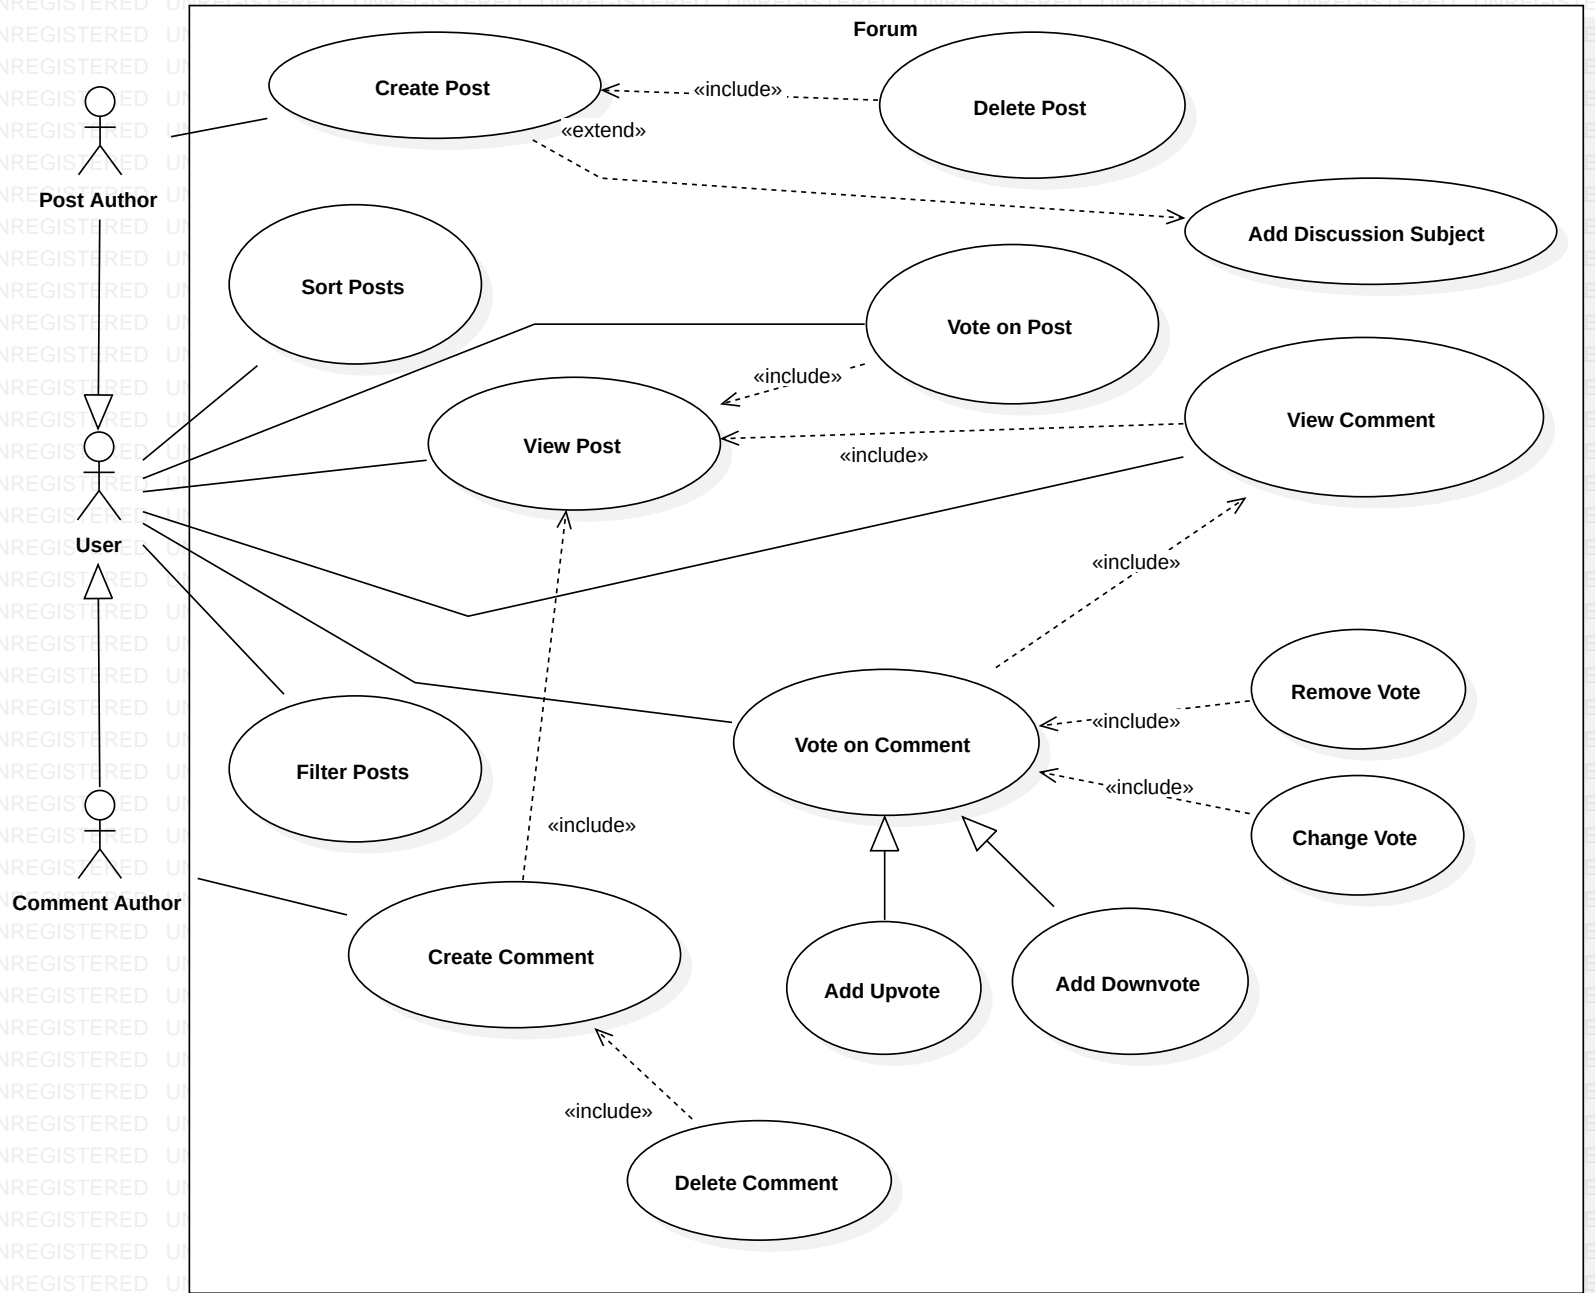 Forum
Create Post
«include»
Delete Post
«extend»
Post Author
Add Discussion Subject
Sort Posts
Vote on Post
«include»
View Post
View Comment
«include»
User
«include»
Remove Vote
«include»
Vote on Comment
Filter Posts
«include»
Change Vote
«include»
Comment Author
Create Comment
Add Upvote
Add Downvote
«include»
Delete Comment